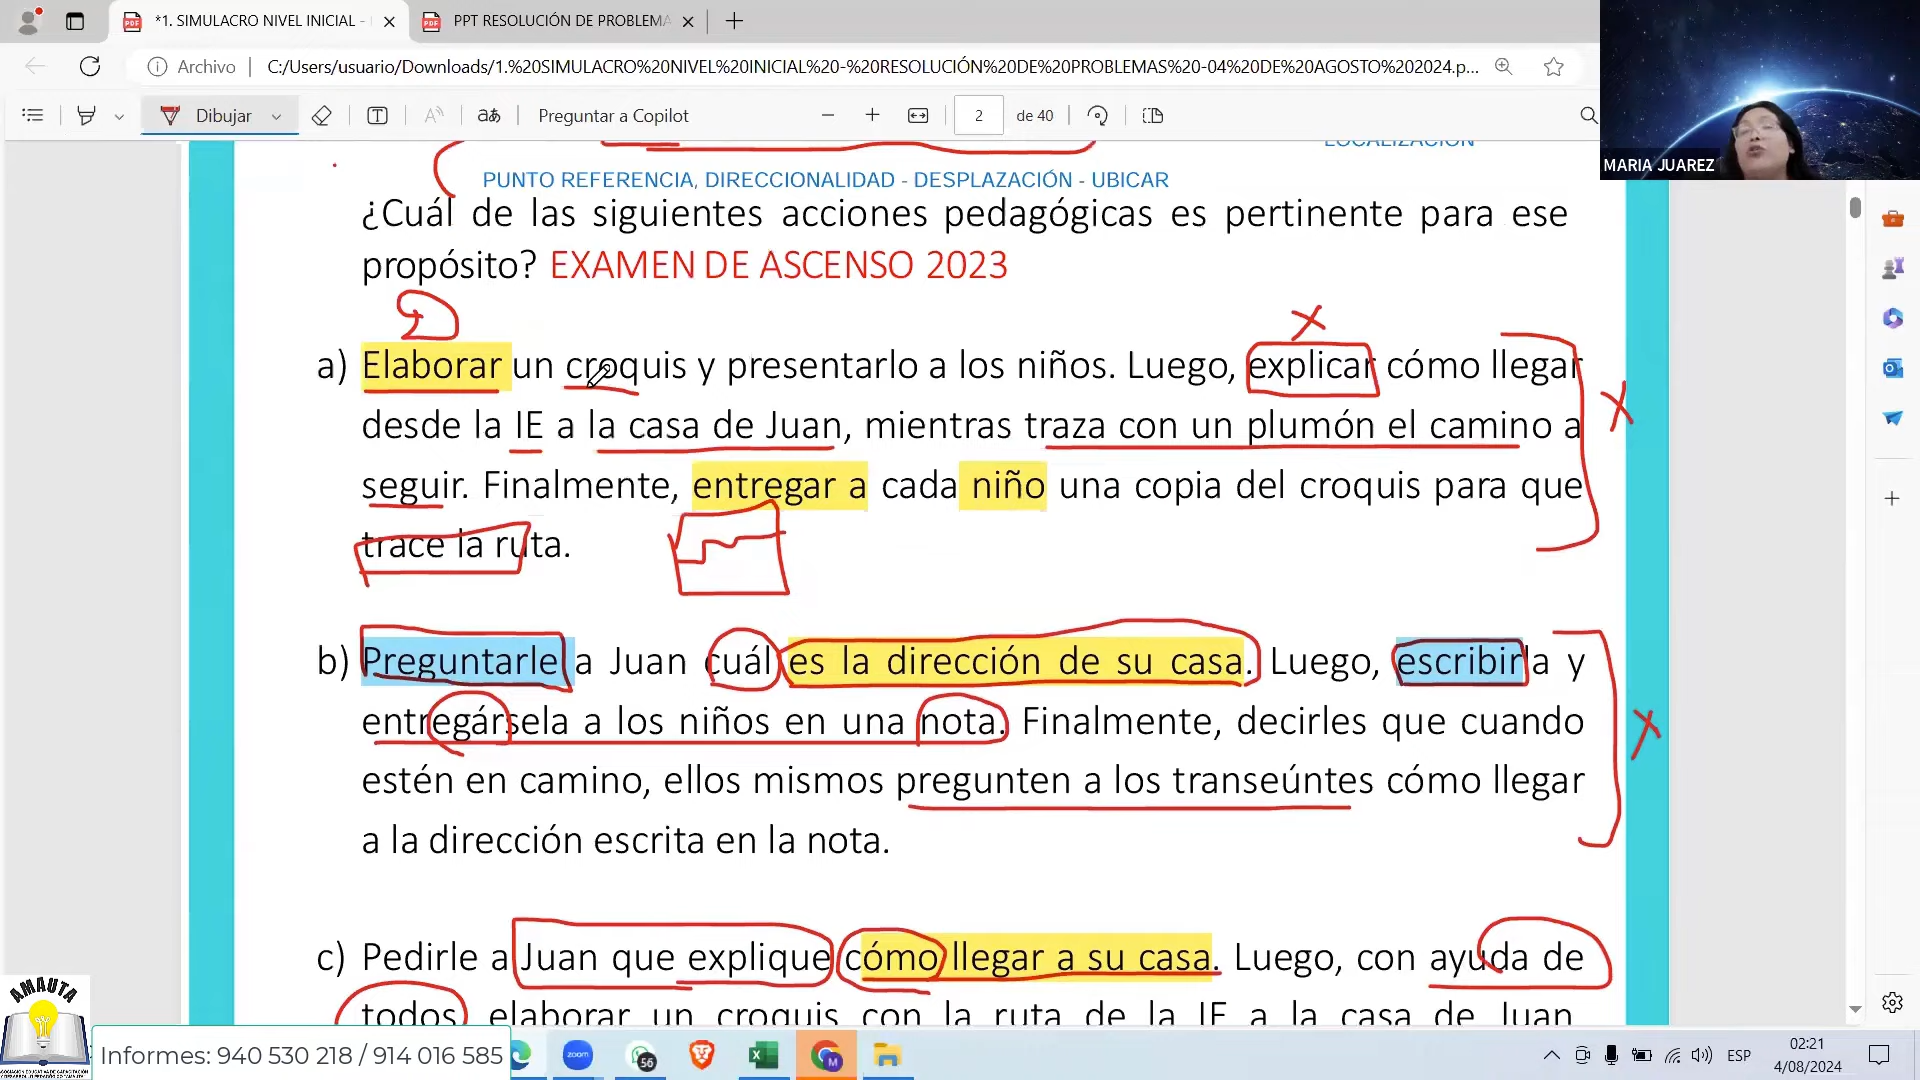 *1. SIMULACRO NIVEL INICIAL -
PPT RESOLUCIÓN DE PROBLEMA
Archivo
C:/Users/usuario/Downloads/1.%20SIMULACRO%20NIVEL%20INICIAL%20-%20RESOLUCIÓN%20DE%20PROBLEMAS%20-04%20DE%20AGOSTO%202024.p...
Dibujar
Preguntar a Copilot
2
de 40
MARIA JUAREZ
LOCALIZACIÓN
PUNTO REFERENCIA, DIRECCIONALIDAD - DESPLAZACIÓN - UBICAR
¿Cuál de las siguientes acciones pedagógicas es pertinente para ese
propósito? EXAMEN DE ASCENSO 2023
a) Elaborar un croquis y presentarlo a los niños. Luego, explicar cómo llegar
desde la IE a la casa de Juan, mientras traza con un plumón el camino a
seguir. Finalmente, entregar a cada niño una copia del croquis para que
trace la ruta.
b) Preguntarle a Juan cuál es la dirección de su casa. Luego, escribirla y
entregársela a los niños en una nota. Finalmente, decirles que cuando
estén en camino, ellos mismos pregunten a los transeúntes cómo llegar
a la dirección escrita en la nota.
c) Pedirle a Juan que explique cómo llegar a su casa. Luego, con ayuda de
todos elaborar un croquis con la ruta de la IE a la casa de Juan
AMAUTA
Informes: 940 530 218 / 914 016 585
zoom
56
ESP
02:21
4/08/2024